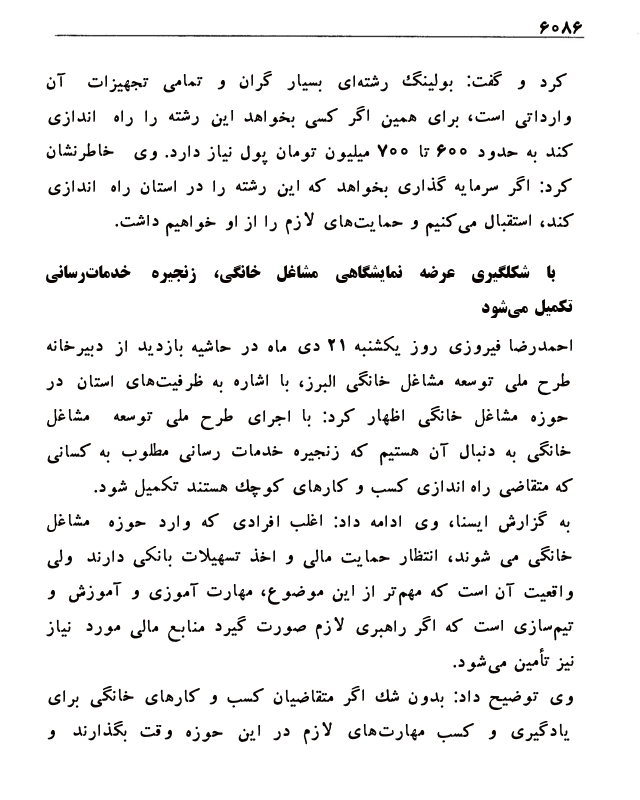 ۶۰۸۶
کرد و گفت: بولینگ رشته‌ای بسیار گران و تمامی تجهیزات آن
وارداتی است، برای همین اگر کسی بخواهد این رشته را راه اندازی
کند به حدود ۶۰۰ تا ۷۰۰ میلیون تومان پول نیاز دارد. وی خاطرنشان
کرد: اگر سرمایه گذاری بخواهد که این رشته را در استان راه اندازی
کند، استقبال می‌کنیم و حمایت‌های لازم را از او خواهیم داشت.
با شکلگیری عرضه نمایشگاهی مشاغل خانگی، زنجیره خدمات‌رسانی
تکمیل می‌شود
احمدرضا فیروزی روز یکشنبه ۲۱ دی ماه در حاشیه بازدید از دبیرخانه
طرح ملی توسعه مشاغل خانگی البرز، با اشاره به ظرفیت‌های استان در
حوزه مشاغل خانگی اظهار کرد: با اجرای طرح ملی توسعه مشاغل
خانگی به دنبال آن هستیم که زنجیره خدمات رسانی مطلوب به کسانی
که متقاضی راه اندازی کسب و کارهای کوچك هستند تکمیل شود.
به گزارش ایسنا، وی ادامه داد: اغلب افرادی که وارد حوزه مشاغل
خانگی می شوند، انتظار حمایت مالی و اخذ تسهیلات بانکی دارند ولی
واقعیت آن است که مهم‌تر از این موضوع، مهارت آموزی و آموزش و
تیم‌سازی است که اگر راهبری لازم صورت گیرد منابع مالی مورد نیاز
نیز تأمین می‌شود.
وی توضیح داد: بدون شك اگر متقاضیان کسب و کارهای خانگی برای
یادگیری و کسب مهارت‌های لازم در این حوزه وقت بگذارند و